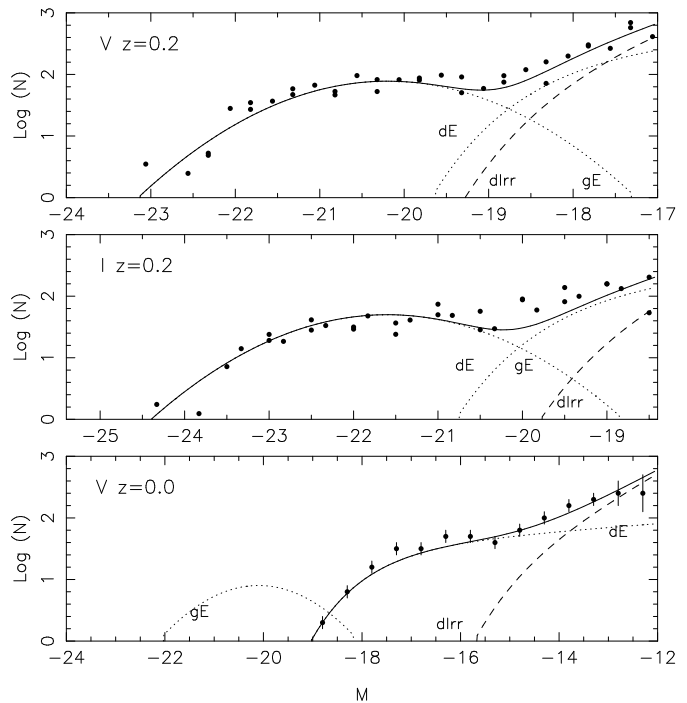 V z=0.2
Log (N)
3
2
1
0
dE
dIrr
gE
−24 −23 −22 −21 −20 −19 −18 −17
I z=0.2
Log (N)
3
2
1
0
dE
gE
dIrr
−25 −24 −23 −22 −21 −20 −19
V z=0.0
Log (N)
3
2
1
0
gE
dIrr
dE
−24 −22 −20 −18 −16 −14 −12
M